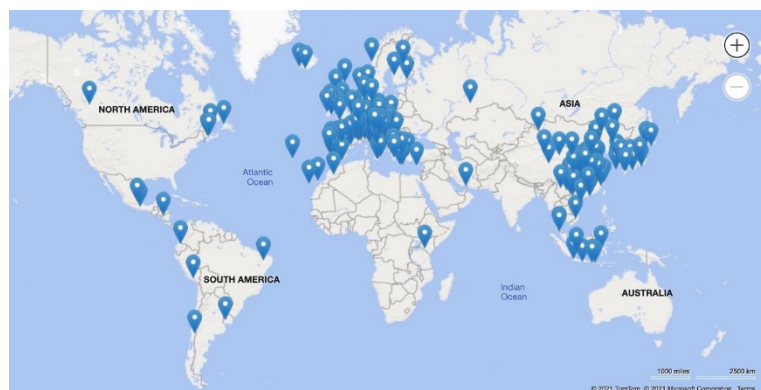 NORTH AMERICA
ASIA
Atlantic
Ocean
SOUTH AMERICA
Indian
Ocean
AUSTRALIA
1000 miles 2500 km
© 2021 TomTom, © 2021 Microsoft Corporation Terms